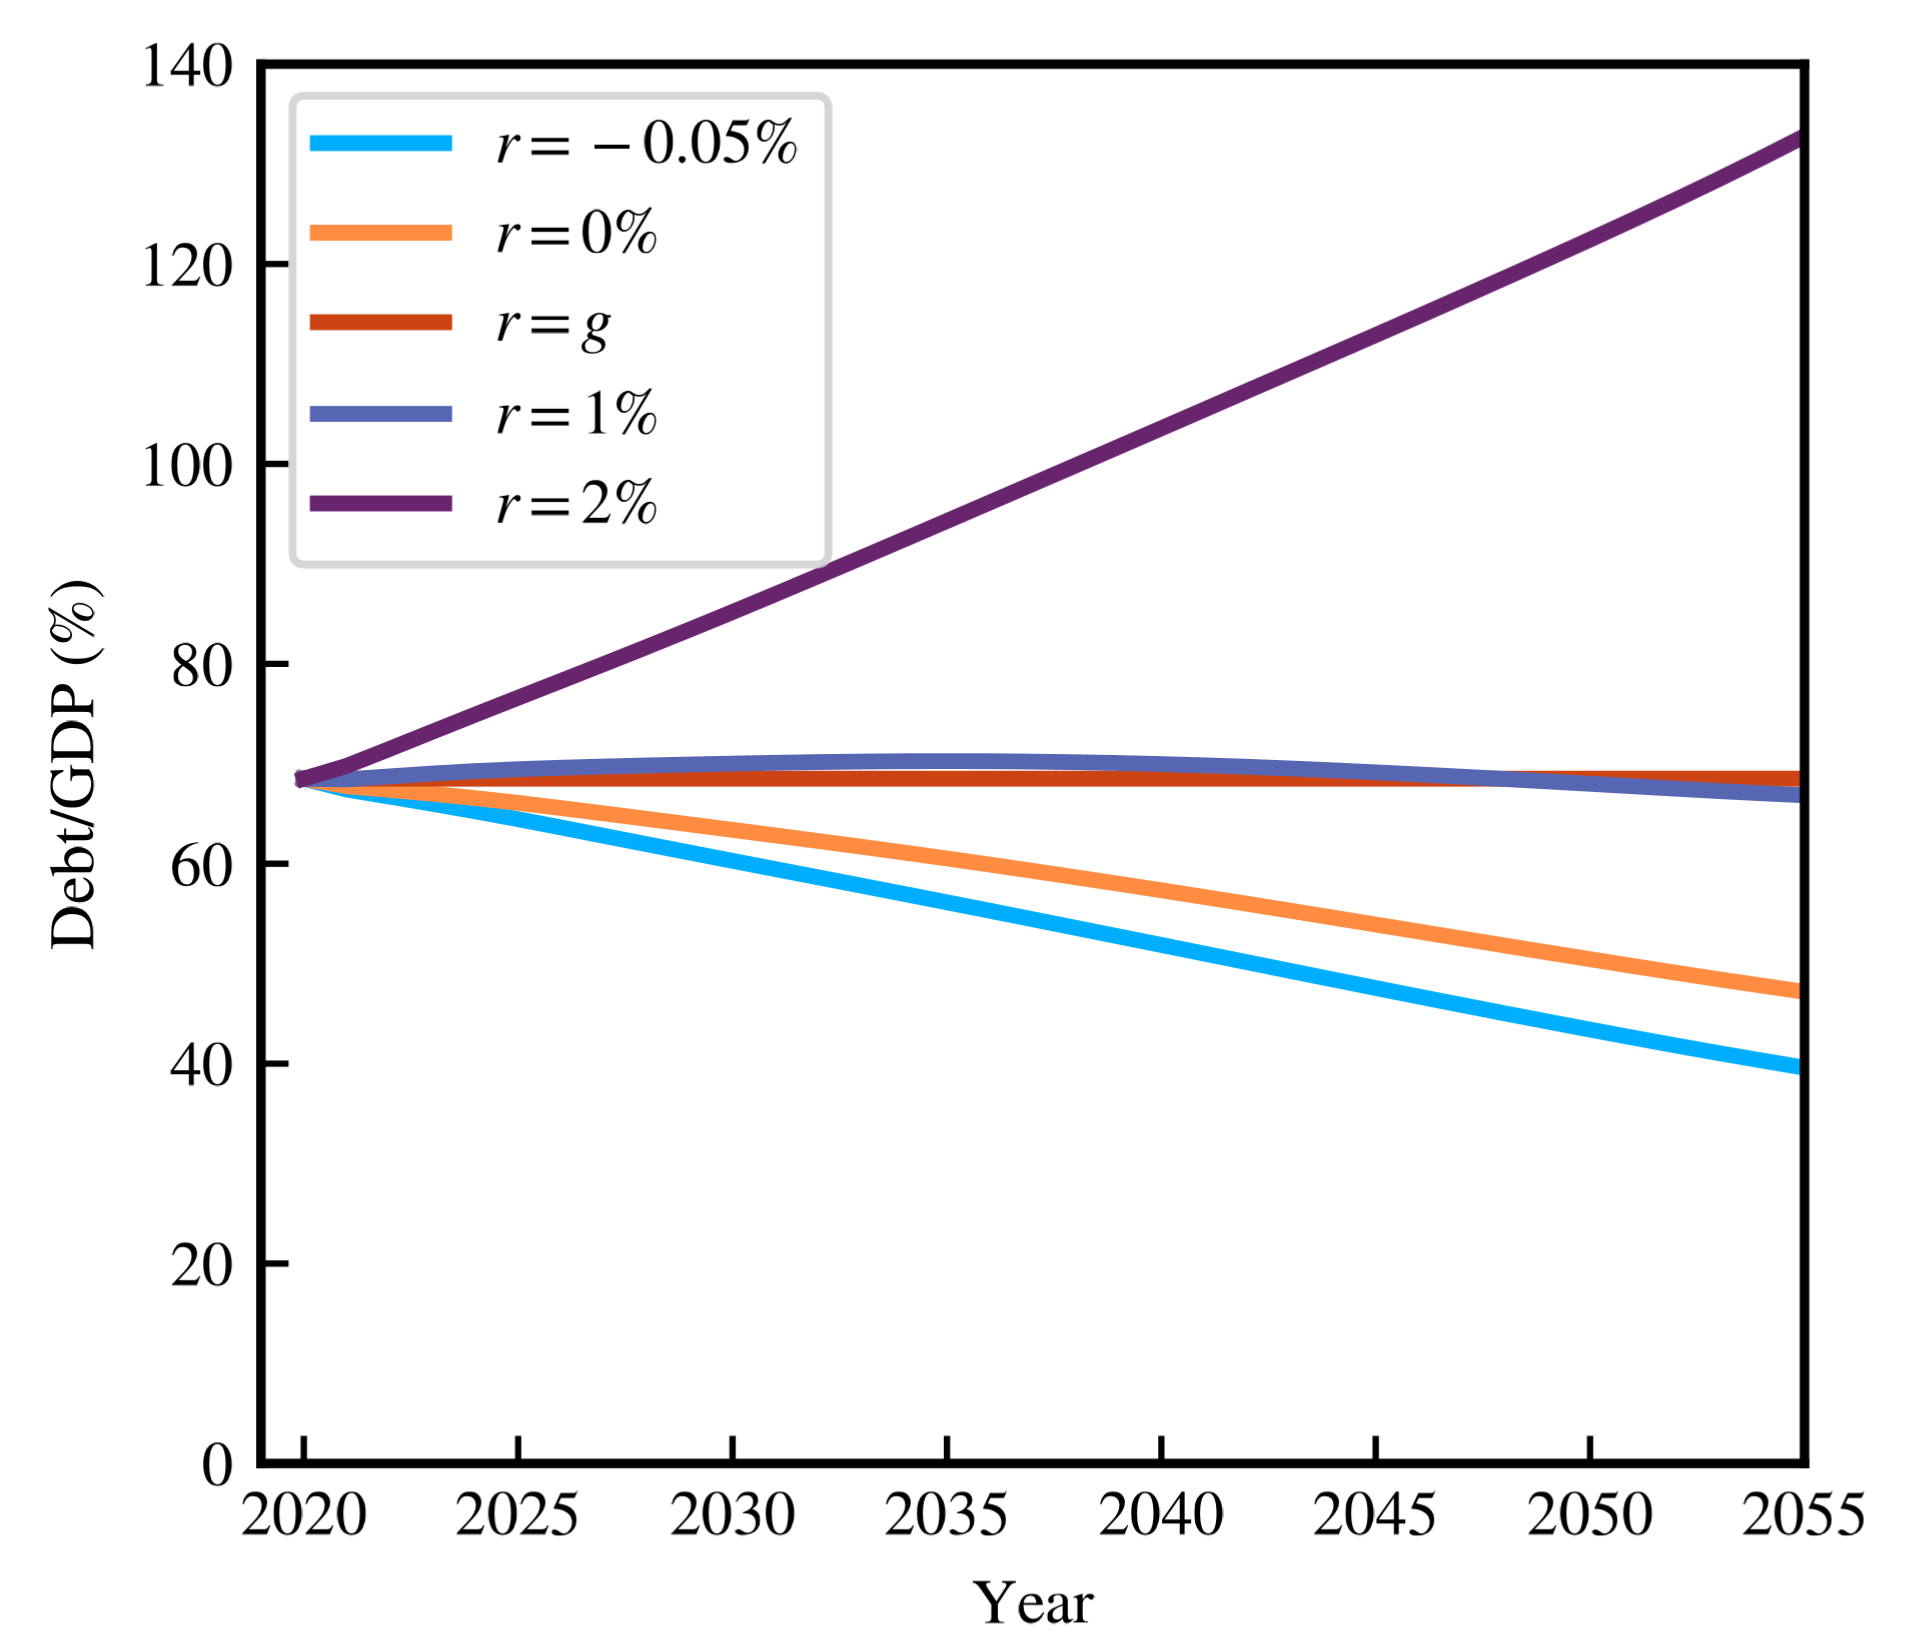 140
120
100
80
60
40
20
0
Debt/GDP (%)
r = −0.05%
r = 0%
r = g
r = 1%
r = 2%
2020 2025 2030 2035 2040 2045 2050 2055
Year